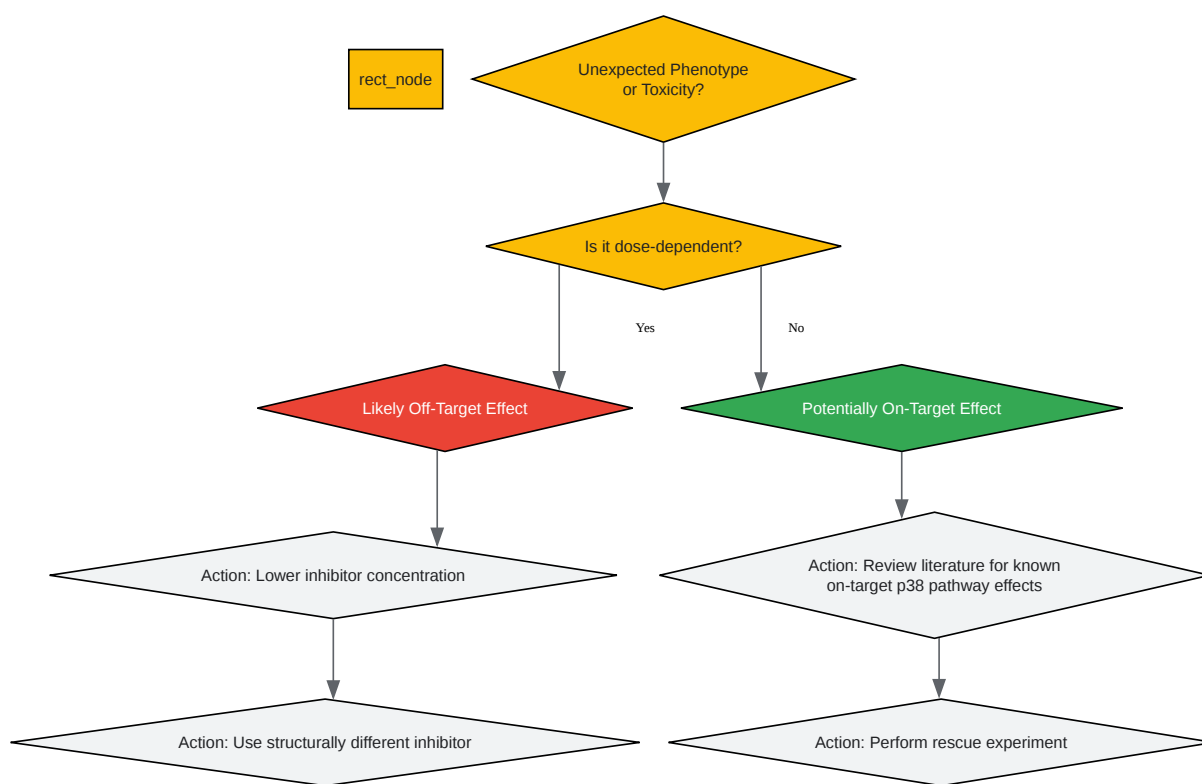 rect_node
Unexpected Phenotype
or Toxicity?
Is it dose-dependent?
Yes
No
Likely Off-Target Effect
Potentially On-Target Effect
Action: Lower inhibitor concentration
Action: Review literature for known
on-target p38 pathway effects
Action: Use structurally different inhibitor
Action: Perform rescue experiment